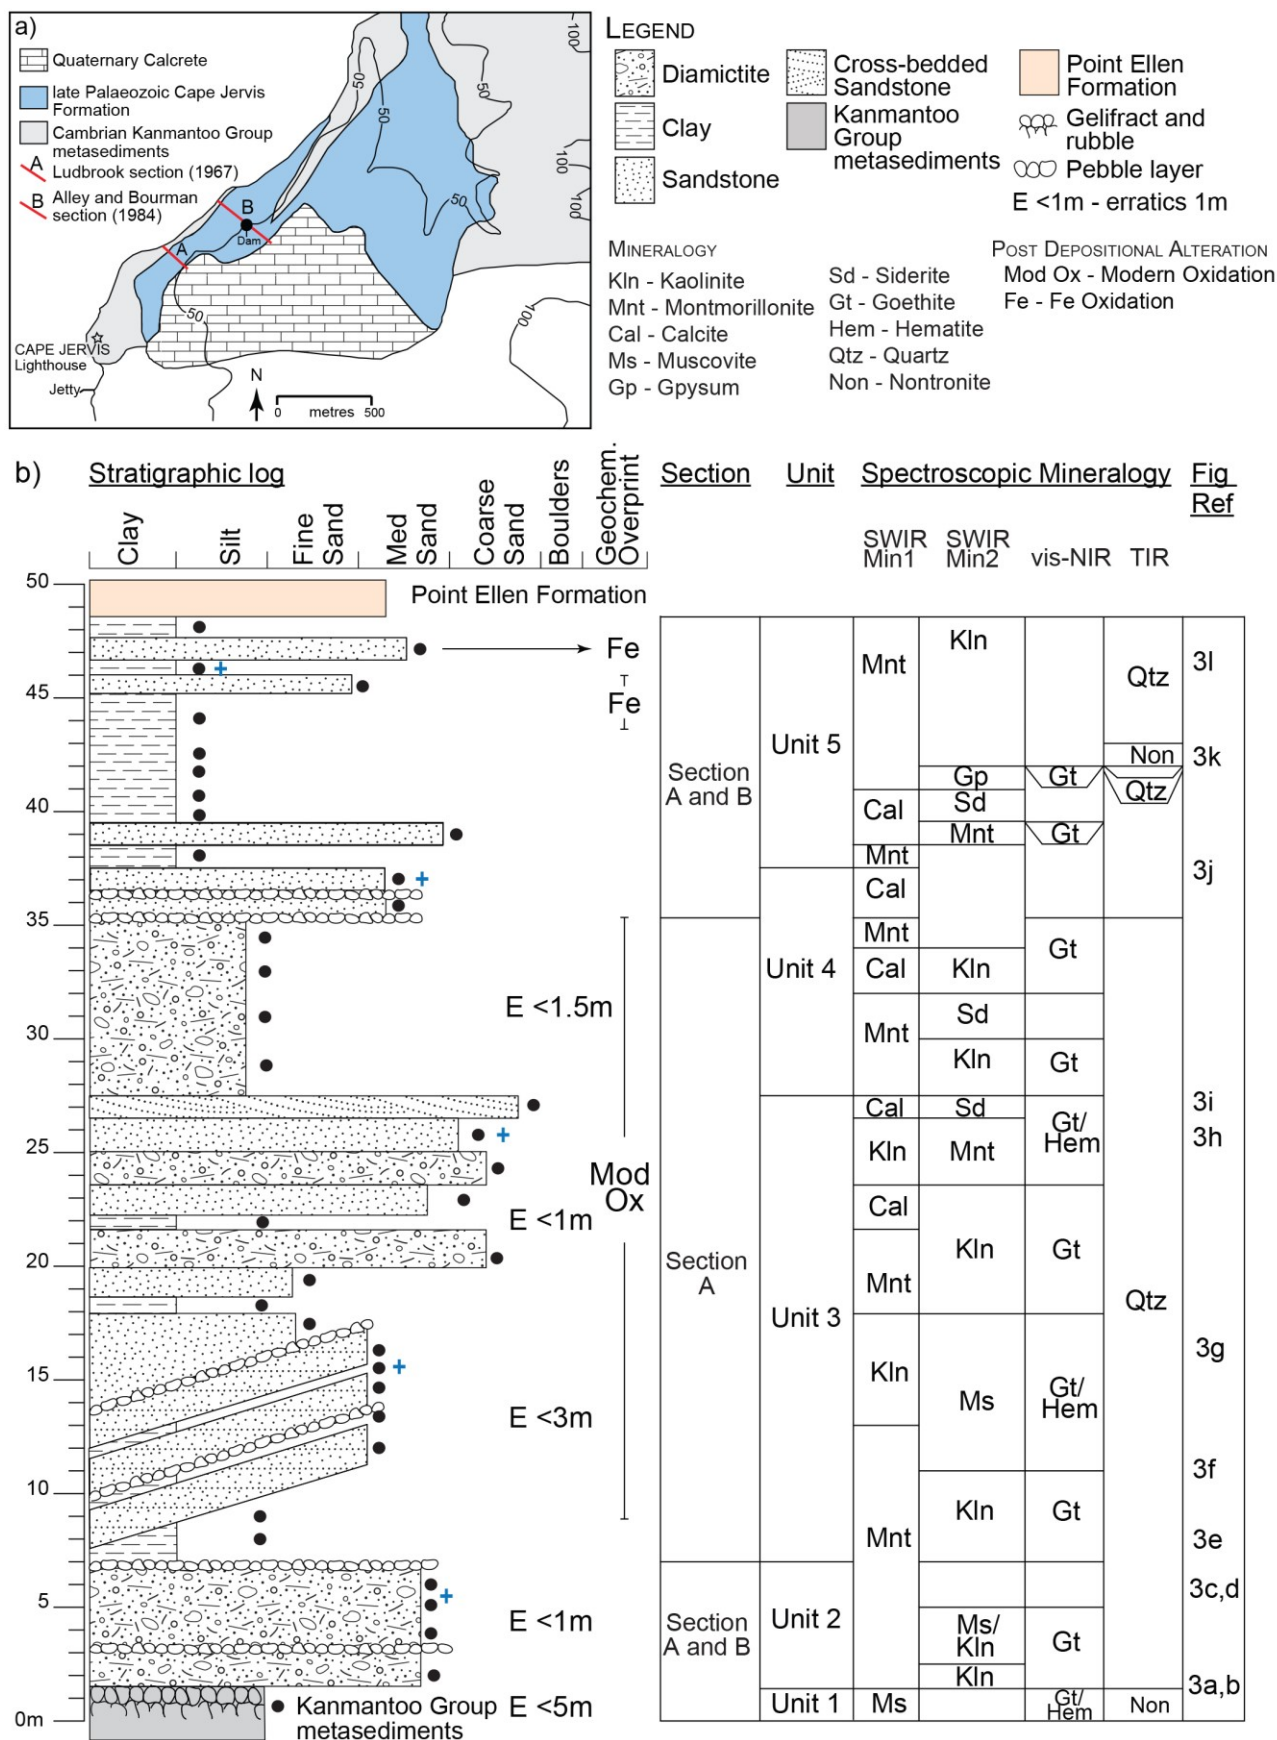 a)
Quaternary Calcrete
late Palaeozoic Cape Jervis
Formation
Cambrian Kanmantoo Group
metasediments
A
Ludbrook section (1967)
B
Alley and Bourman
section (1984)
50
50
50
50
100
100
100
100
B
Dam
A
CAPE JERVIS
Lighthouse
Jetty
N
0 metres 500
LEGEND
Diamictite
Clay
Sandstone
Cross-bedded
Sandstone
Kanmantoo
Group
metasediments
Point Ellen
Formation
Gelifract and
rubble
Pebble layer
E <1m - erratics 1m
MINERALOGY
Kln - Kaolinite
Mnt - Montmorillonite
Cal - Calcite
Ms - Muscovite
Gp - Gpysum
Sd - Siderite
Gt - Goethite
Hem - Hematite
Qtz - Quartz
Non - Nontronite
POST DEPOSITIONAL ALTERATION
Mod Ox - Modern Oxidation
Fe - Fe Oxidation
b)
Stratigraphic log
Clay
Silt
Fine
Sand
Med
Sand
Coarse
Sand
Boulders
Geochem.
Overprint
50
45
40
35
30
25
20
15
10
5
0m
Point Ellen Formation
Fe
Fe
E <1.5m
Mod
Ox
E <1m
E <3m
E <1m
E <5m
Kanmantoo Group
metasediments
Section
Unit
Spectroscopic Mineralogy
Fig
Ref
SWIR
Min1
SWIR
Min2
vis-NIR
TIR
Section
A and B
Section
A
Section
A and B
Unit 5
Unit 4
Unit 3
Unit 2
Unit 1
Mnt
Cal
Mnt
Cal
Mnt
Cal
Mnt
Cal
Kln
Cal
Mnt
Kln
Mnt
Ms
Kln
Gp
Sd
Mnt
Kln
Sd
Kln
Sd
Mnt
Kln
Ms
Kln
Ms/
Kln
Kln
Gt
Gt
Gt
Gt
Gt/
Hem
Gt
Gt/
Hem
Gt
Gt
Gt/
Hem
Qtz
Non
Qtz
Qtz
Non
3l
3k
3j
3i
3h
3g
3f
3e
3c,d
3a,b